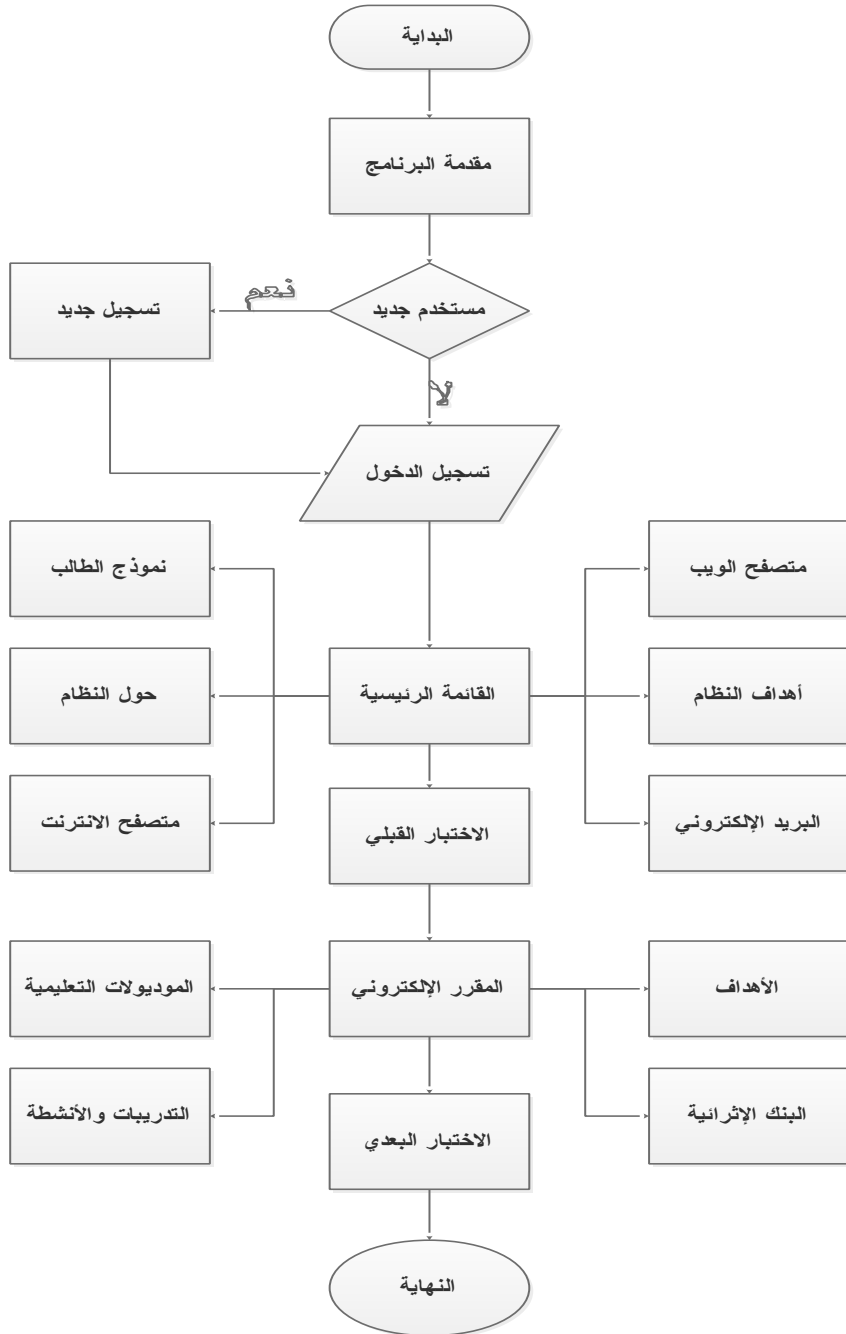 البداية
مقدمة البرنامج
مستخدم جديد
نعم
تسجيل جديد
لا
تسجيل الدخول
متصفح الويب
نموذج الطالب
أهداف النظام
القائمة الرئيسية
حول النظام
البريد الإلكتروني
الاختبار القبلي
متصفح الانترنت
الأهداف
المقرر الإلكتروني
الموديولات التعليمية
البنك الإثرائية
الاختبار البعدي
التدريبات والأنشطة
النهاية